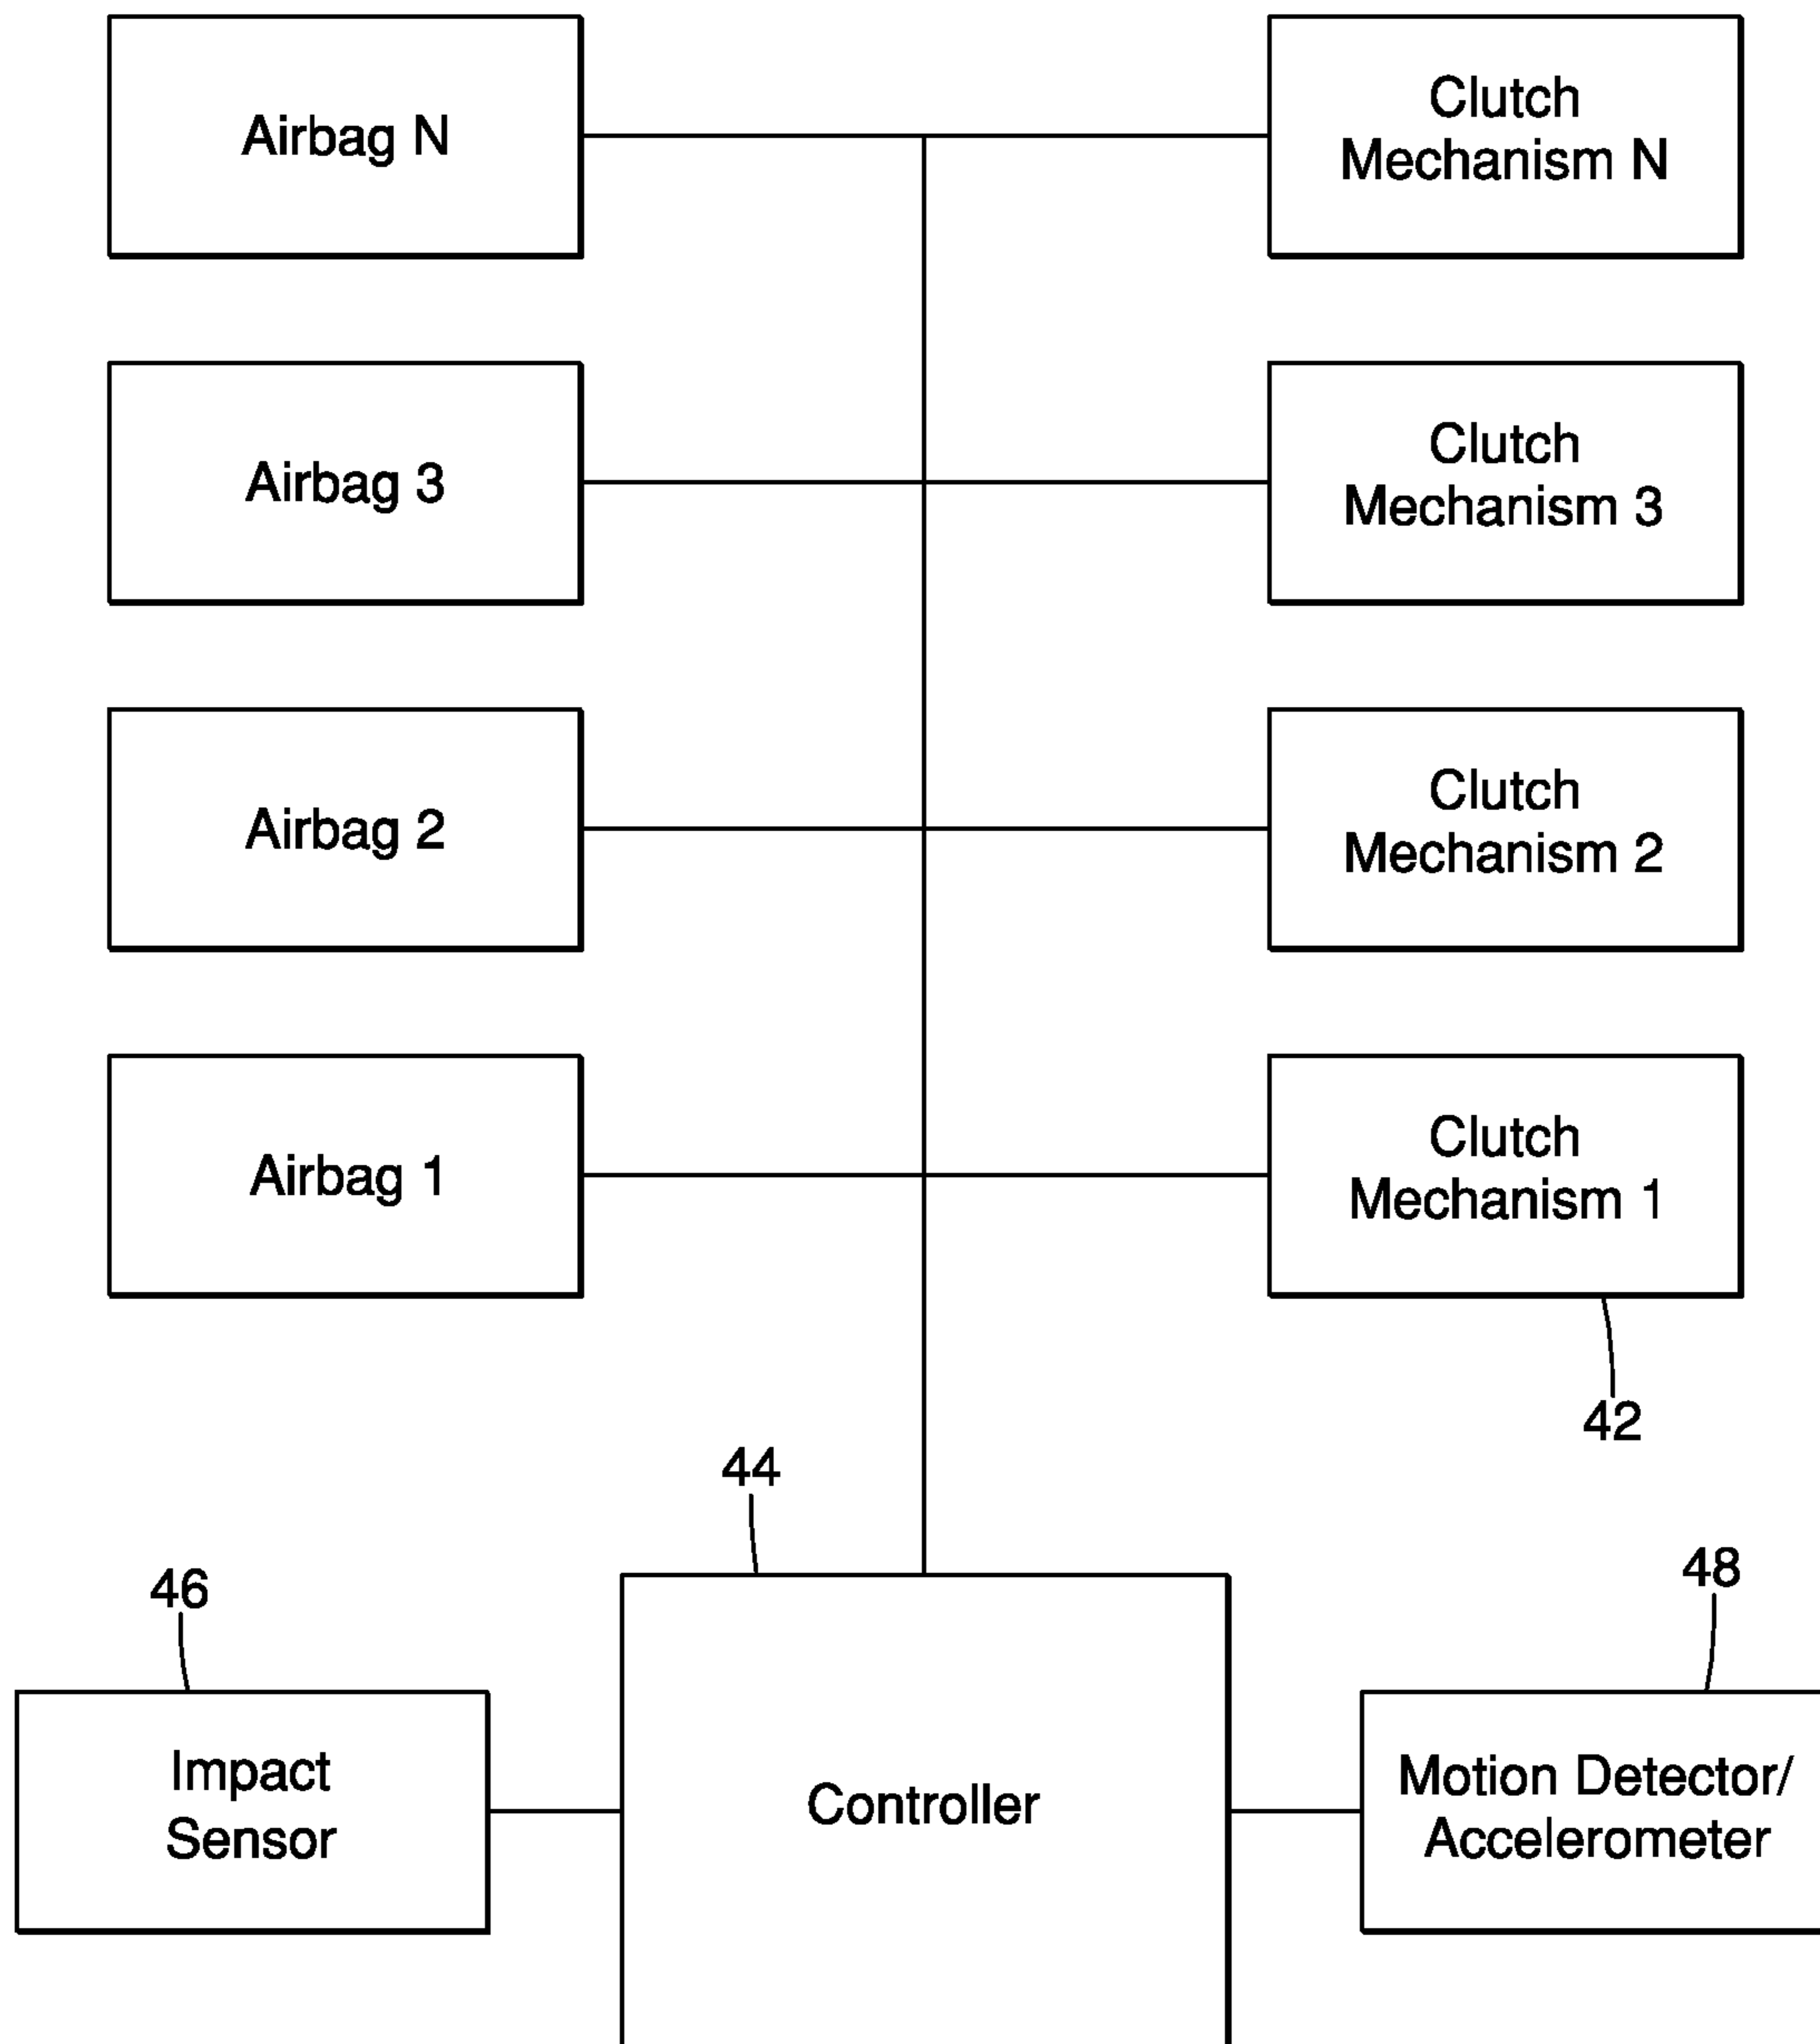 Airbag N
Clutch
Mechanism N
Airbag 3
Clutch
Mechanism 3
Airbag 2
Clutch
Mechanism 2
Airbag 1
Clutch
Mechanism 1
42
44
46
48
Impact
Sensor
Controller
Motion Detector/
Accelerometer